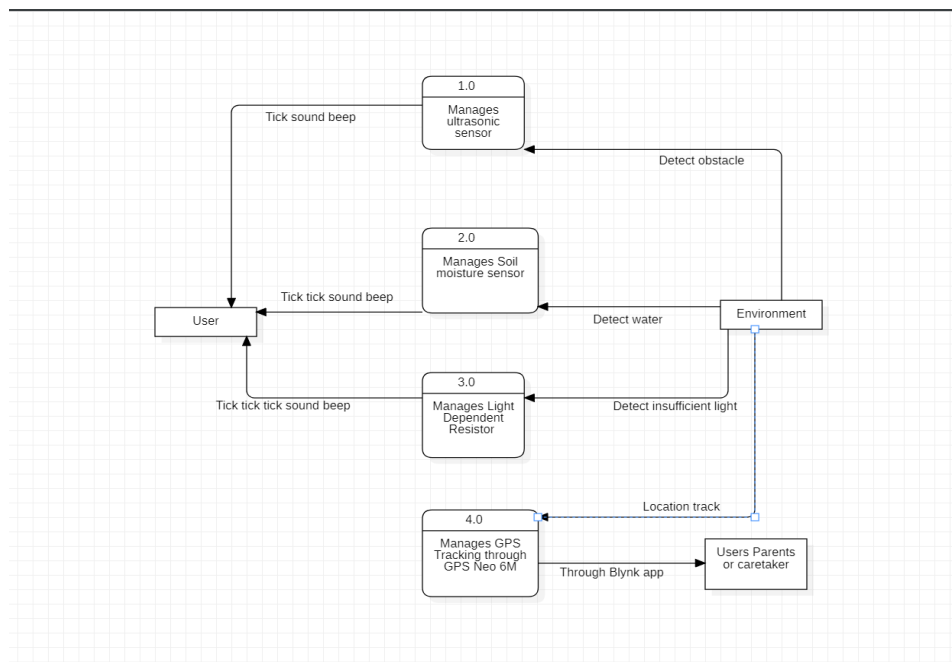 1.0
Manages
ultrasonic
sensor
Tick sound beep
Detect obstacle
2.0
Manages Soil
moisture sensor
Tick tick sound beep
User
Detect water
Environment
3.0
Manages Light
Dependent
Resistor
Tick tick tick sound beep
Detect insufficient light
Location track
4.0
Manages GPS
Tracking through
GPS Neo 6M
Through Blynk app
Users Parents
or caretaker